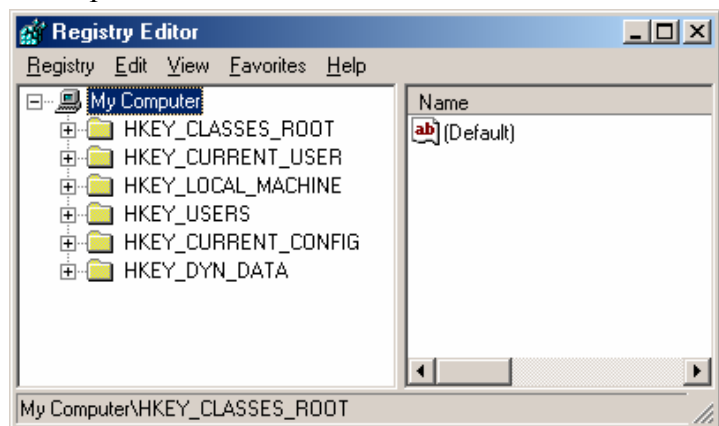 Registry Editor
Registry Edit View Favorites Help
My Computer
HKEY_CLASSES_ROOT
HKEY_CURRENT_USER
HKEY_LOCAL_MACHINE
HKEY_USERS
HKEY_CURRENT_CONFIG
HKEY_DYN_DATA
Name
ab (Default)
My Computer\HKEY_CLASSES_ROOT